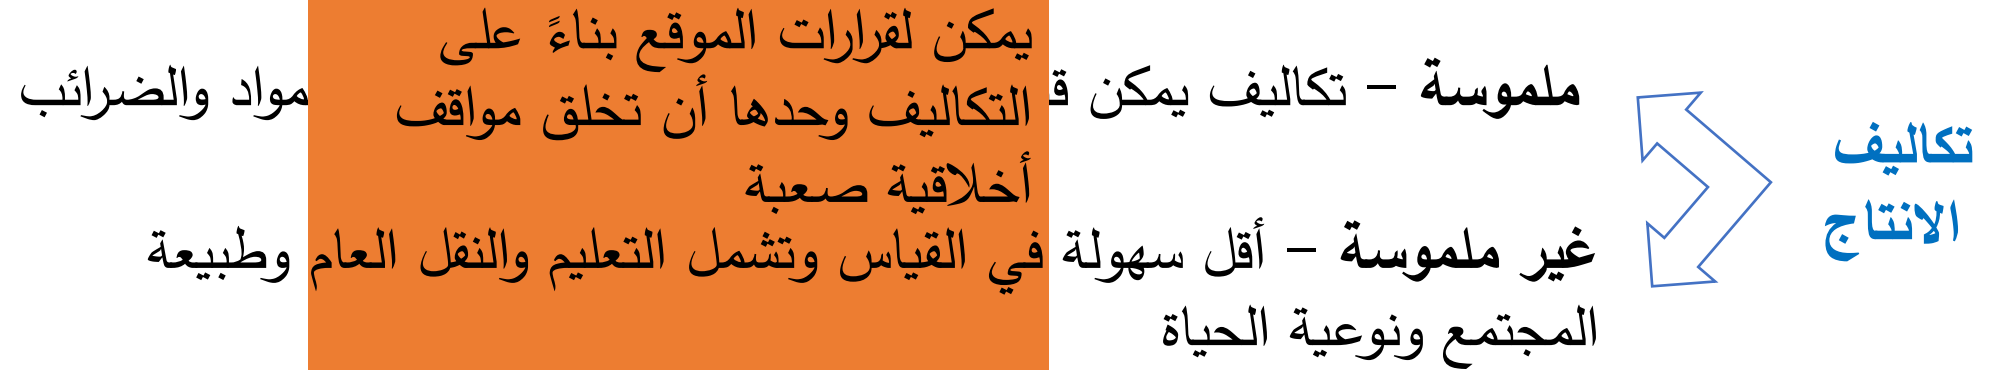 تكاليف
الانتاج
ملموسة – تكاليف يمكن
مواد والضرائب
يمكن لقرارات الموقع بناءً على
التكاليف وحدها أن تخلق مواقف
أخلاقية صعبة
غير ملموسة – أقل سهولة في القياس وتشمل التعليم والنقل العام وطبيعة
المجتمع ونوعية الحياة